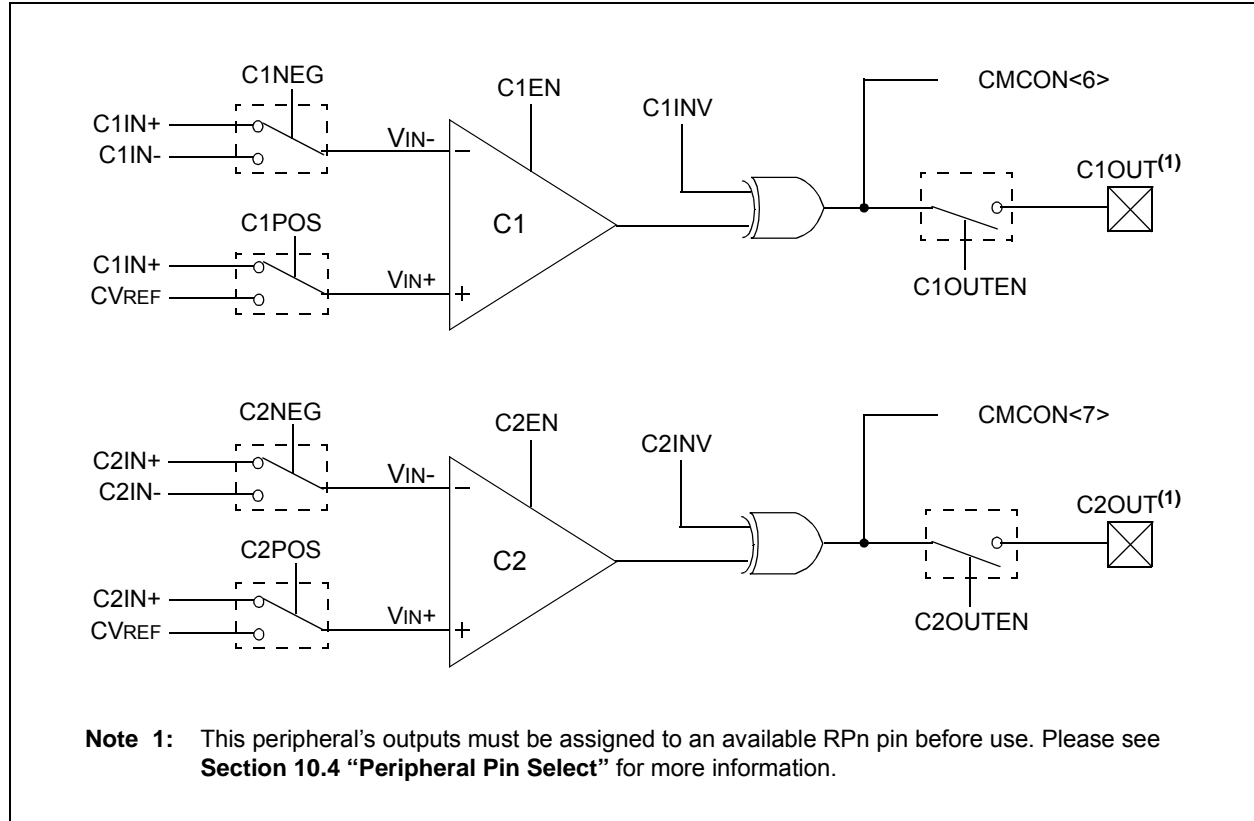 C1NEG
C1EN
C1INV
CMCON<6>
C1IN+
C1IN-
VIN-
−
C1OUT(1)
C1
C1POS
C1IN+
CVREF
VIN+
+
C1OUTEN
C2NEG
C2EN
C2INV
CMCON<7>
C2IN+
C2IN-
VIN-
−
C2OUT(1)
C2
C2POS
C2IN+
CVREF
VIN+
+
C2OUTEN
Note 1: This peripheral's outputs must be assigned to an available RPn pin before use. Please see
Section 10.4 “Peripheral Pin Select” for more information.